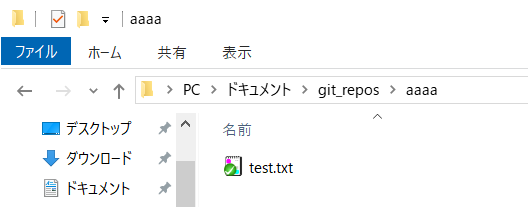 aaaa
ファイル ホーム 共有 表示
PC ドキュメント git_repos aaaa
デスクトップ
ダウンロード
ドキュメント
名前
test.txt